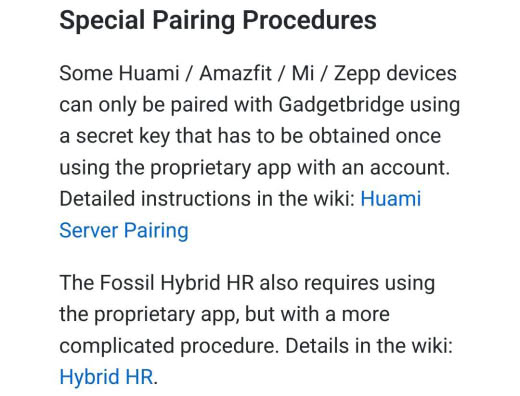 Special Pairing Procedures
Some Huami / Amazfit / Mi / Zepp devices
can only be paired with Gadgetbridge using
a secret key that has to be obtained once
using the proprietary app with an account.
Detailed instructions in the wiki: Huami
Server Pairing
The Fossil Hybrid HR also requires using
the proprietary app, but with a more
complicated procedure. Details in the wiki:
Hybrid HR.